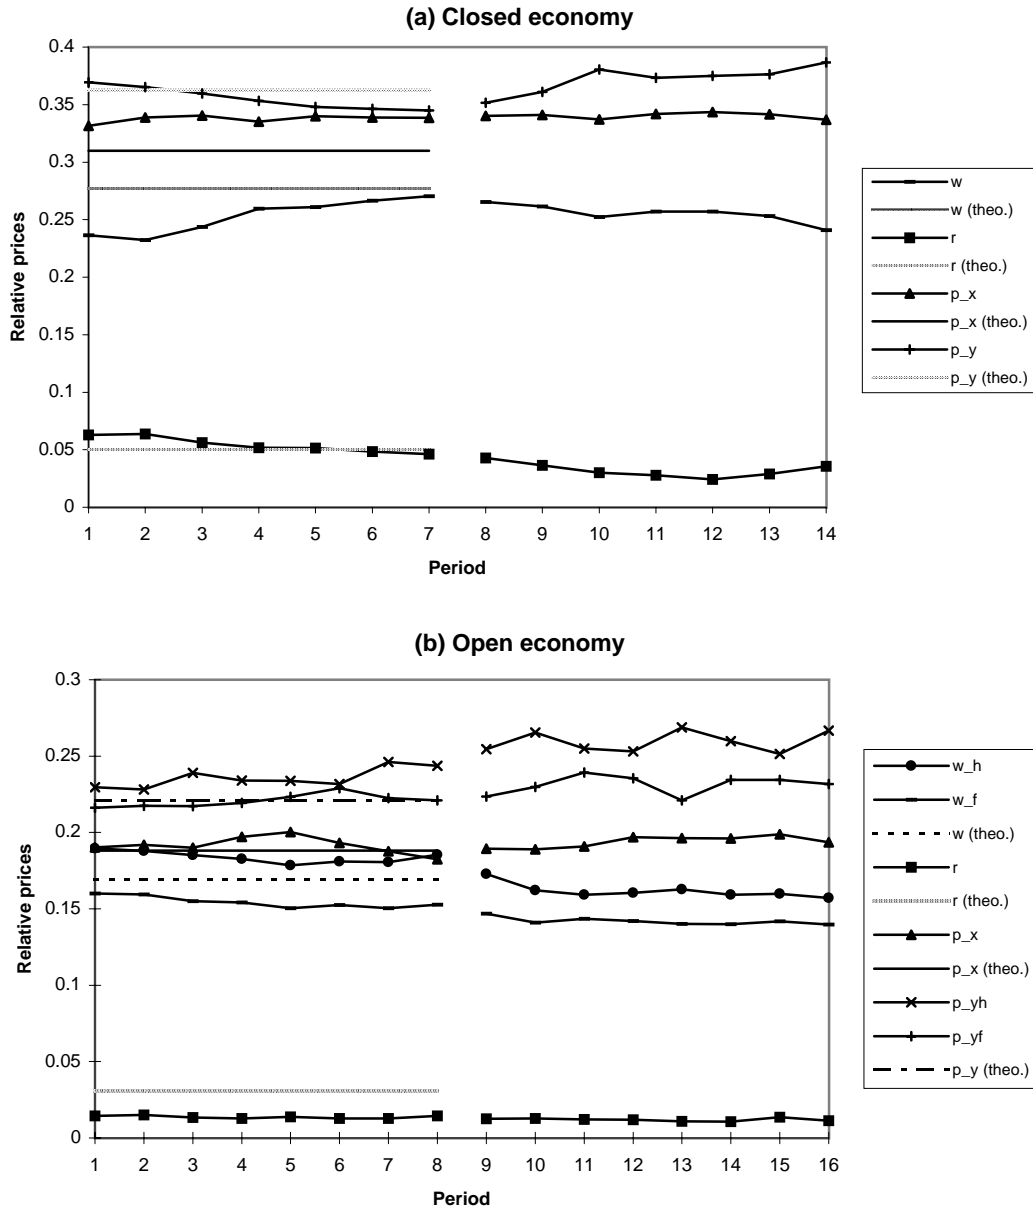 (a) Closed economy
0.4
0.35
0.3
0.25
0.2
0.15
0.1
0.05
0
Relative prices
1 2 3 4 5 6 7 8 9 10 11 12 13 14
Period
w
w (theo.)
r
r (theo.)
p_x
p_x (theo.)
p_y
p_y (theo.)
(b) Open economy
0.3
0.25
0.2
0.15
0.1
0.05
0
Relative prices
1 2 3 4 5 6 7 8 9 10 11 12 13 14 15 16
Period
w_h
w_f
w (theo.)
r
r (theo.)
p_x
p_x (theo.)
p_yh
p_yf
p_y (theo.)